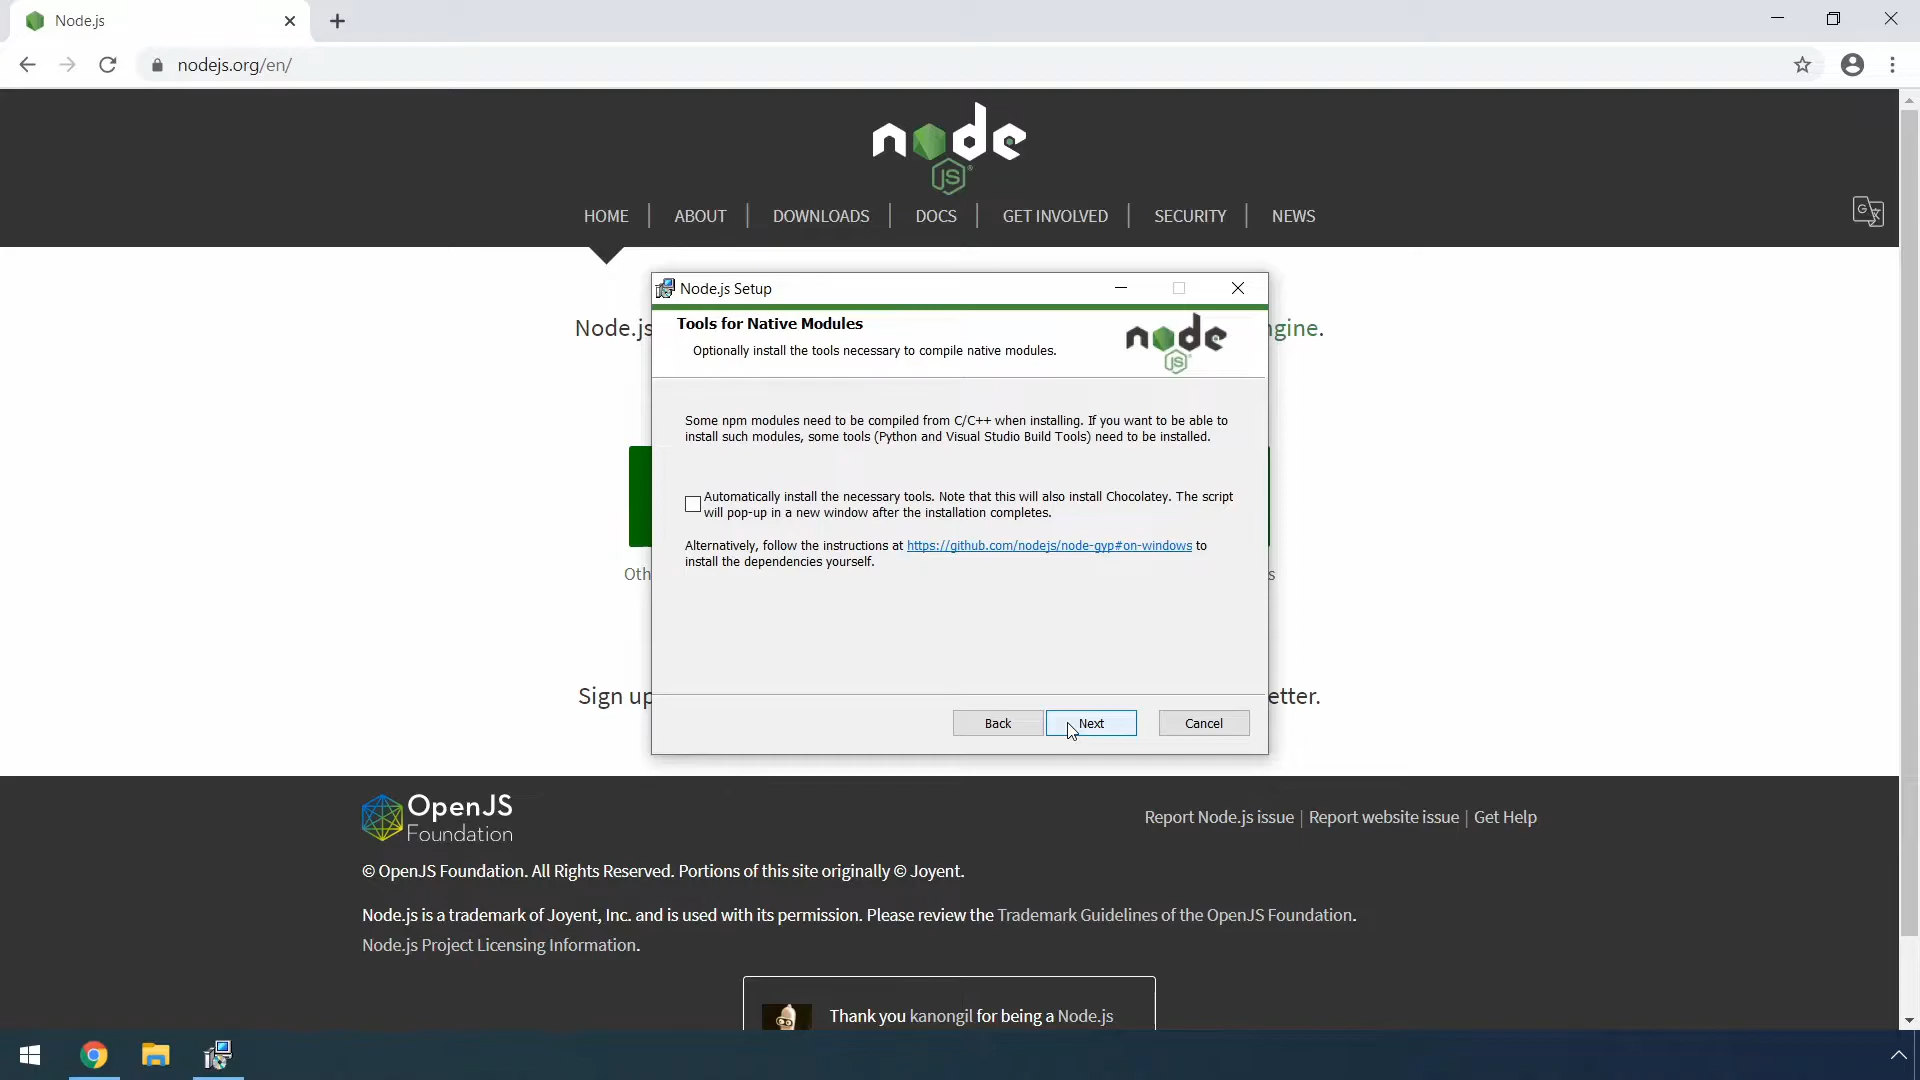 Node.js
nodejs.org/en/
node
JS
HOME | ABOUT | DOWNLOADS | DOCS | GET INVOLVED | SECURITY | NEWS
Node.js Setup
Tools for Native Modules
Optionally install the tools necessary to compile native modules.
node
JS
Node.js
ngine.
Some npm modules need to be compiled from C/C++ when installing. If you want to be able to
install such modules, some tools (Python and Visual Studio Build Tools) need to be installed.
Automatically install the necessary tools. Note that this will also install Chocolatey. The script
will pop-up in a new window after the installation completes.
Alternatively, follow the instructions at https://github.com/nodejs/node-gyp#on-windows to
install the dependencies yourself.
Oth
s
Sign up
etter.
Back
Next
Cancel
OpenJS
Foundation
Report Node.js issue | Report website issue | Get Help
© OpenJS Foundation. All Rights Reserved. Portions of this site originally © Joyent.
Node.js is a trademark of Joyent, Inc. and is used with its permission. Please review the Trademark Guidelines of the OpenJS Foundation.
Node.js Project Licensing Information.
Thank you kanongil for being a Node.js